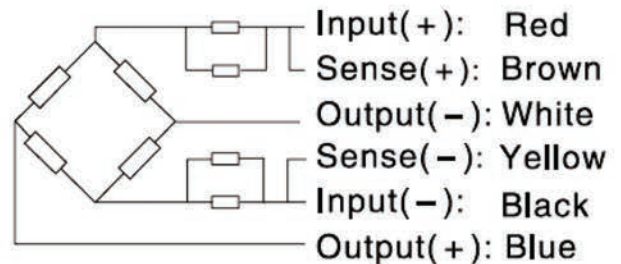 Input(+): Red
Sense(+): Brown
Output(−): White
Sense(−): Yellow
Input(−): Black
Output(+): Blue